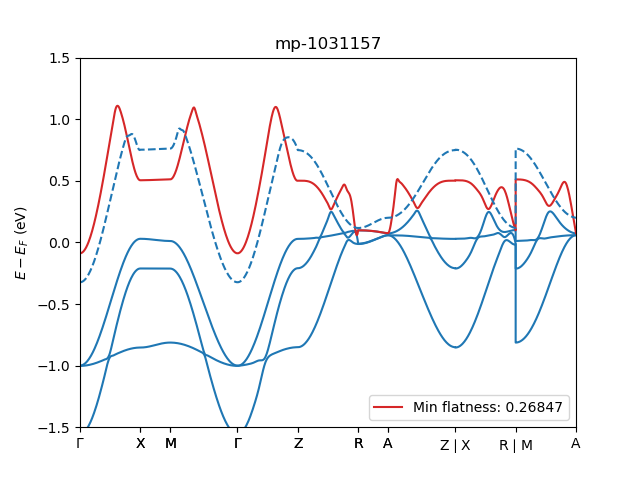 mp-1031157
1.5
1.0
0.5
0.0
−0.5
−1.0
−1.5
E − E_F (eV)
Γ X M Γ Z R A Z | X R | M A
Min flatness: 0.26847